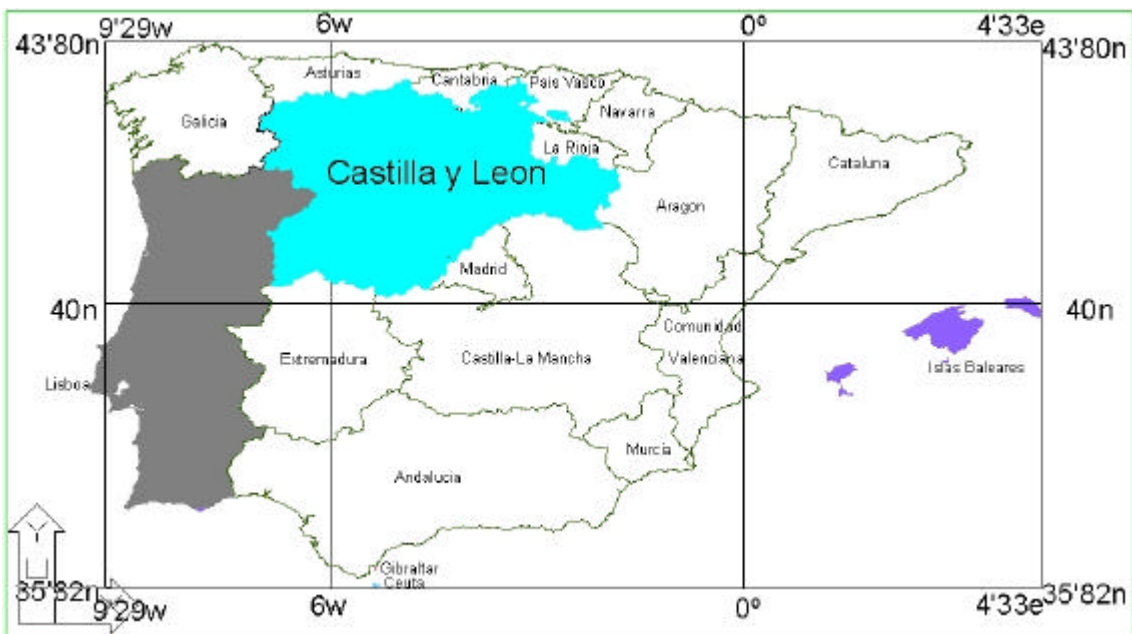 9'29w 6w 0º 4'33e
43'80n 43'80n
Asturias Cantabria Pais Vasco
Galicia Navarra
La Rioja
Castilla y Leon Cataluna
Aragon
Madrid
40n 40n
Comunidad
Extremadura Castilla-La Mancha Valenciana Islas Baleares
Lisboa
Murcia
Andalucia
Gibraltar
Ceuta
Y
35'82n 35'82n
9'29w 6w 0º 4'33e